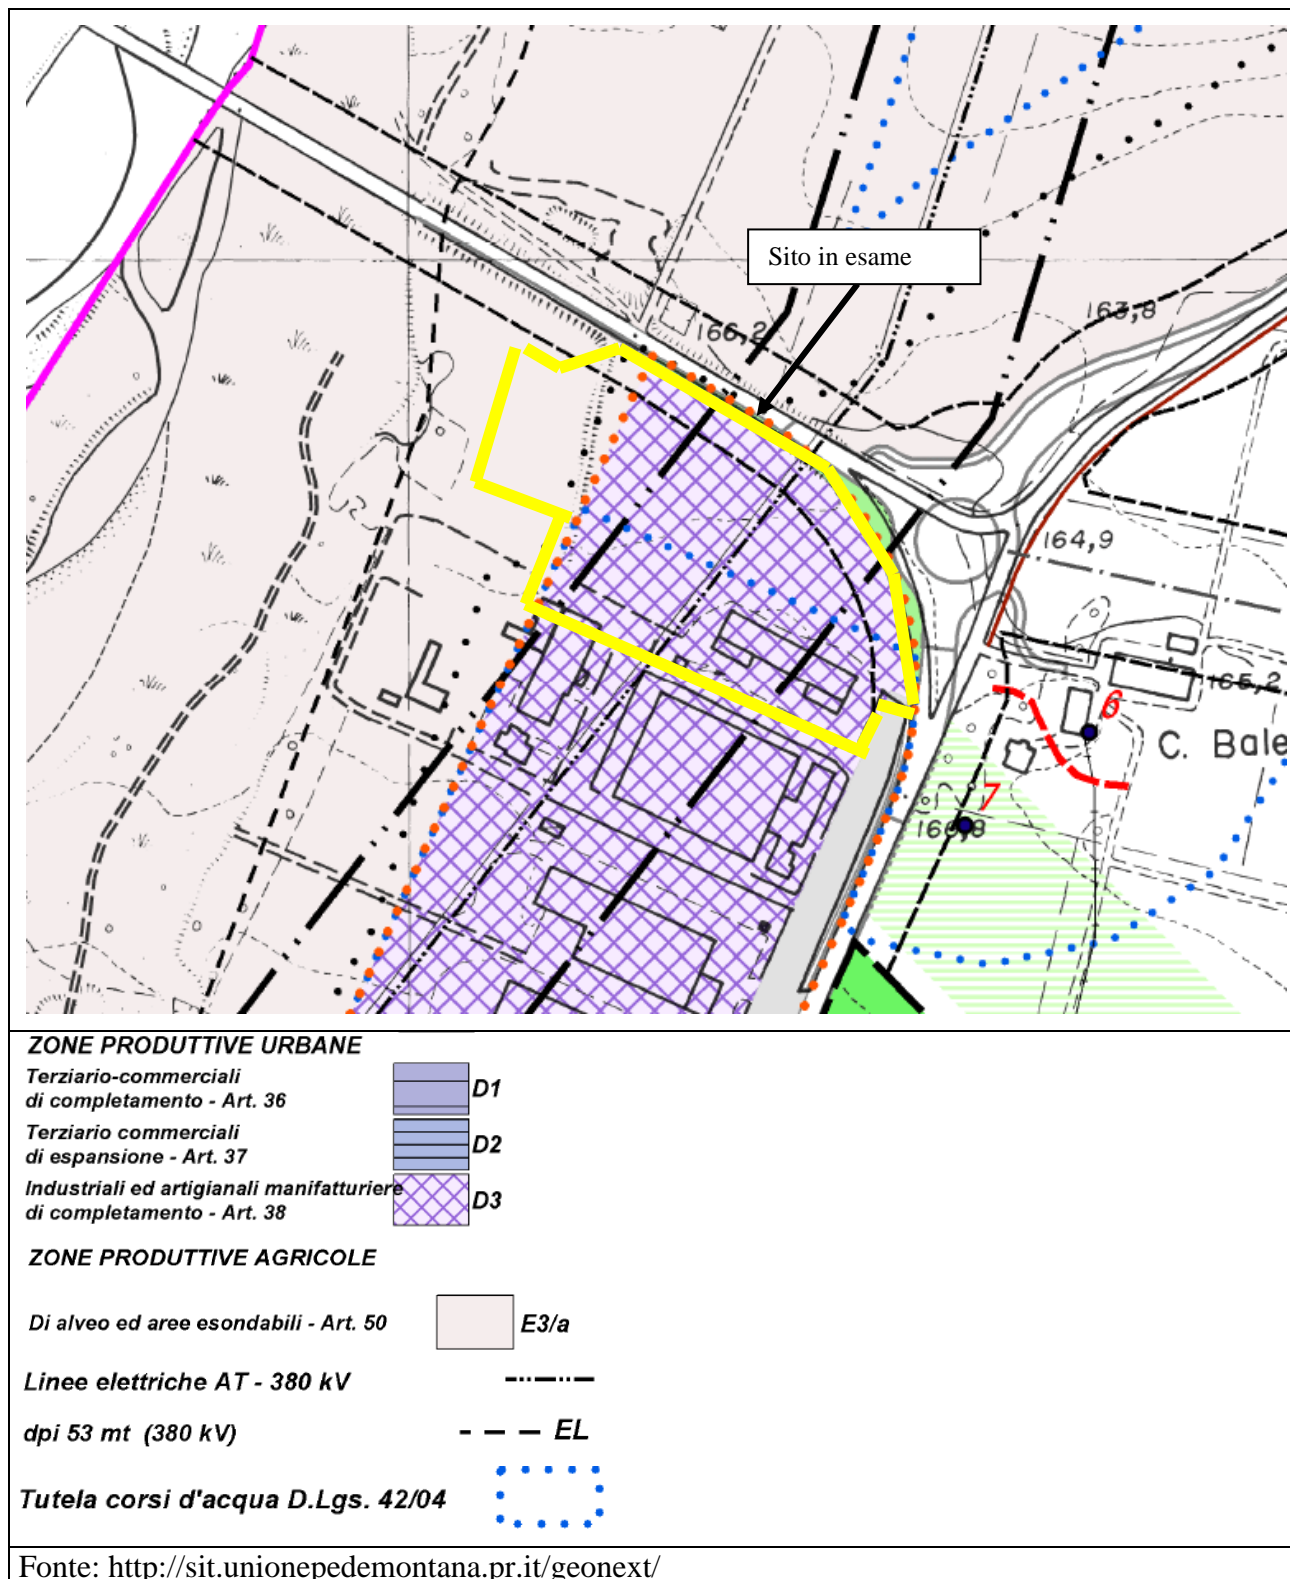 Sito in esame
166,2
163,8
164,9
165,2
6
C. Bale
7
ZONE PRODUTTIVE URBANE
Terziario-commerciali
di completamento - Art. 36
D1
Terziario commerciali
di espansione - Art. 37
D2
Industriali ed artigianali manifatturiere
di completamento - Art. 38
D3
ZONE PRODUTTIVE AGRICOLE
Di alveo ed aree esondabili - Art. 50
E3/a
Linee elettriche AT - 380 kV
dpi 53 mt (380 kV)
EL
Tutela corsi d'acqua D.Lgs. 42/04
Fonte: http://sit.unionepedemontana.pr.it/geonext/